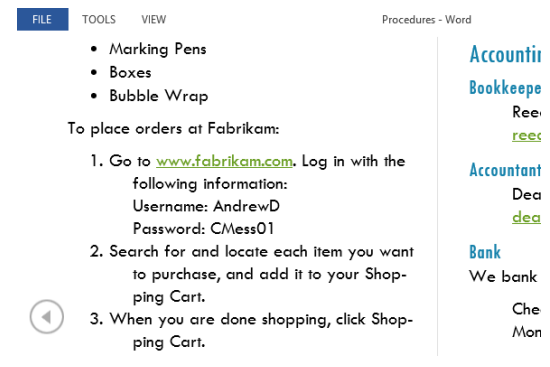 FILE TOOLS VIEW Procedures - Word
• Marking Pens
• Boxes
• Bubble Wrap
To place orders at Fabrikam:
1. Go to www.fabrikam.com. Log in with the
following information:
Username: AndrewD
Password: CMess01
2. Search for and locate each item you want
to purchase, and add it to your Shop-
ping Cart.
3. When you are done shopping, click Shop-
ping Cart.
Accountin
Bookkeepe
Ree
reed
Accountant
Dea
dea
Bank
We bank
Che
Mon